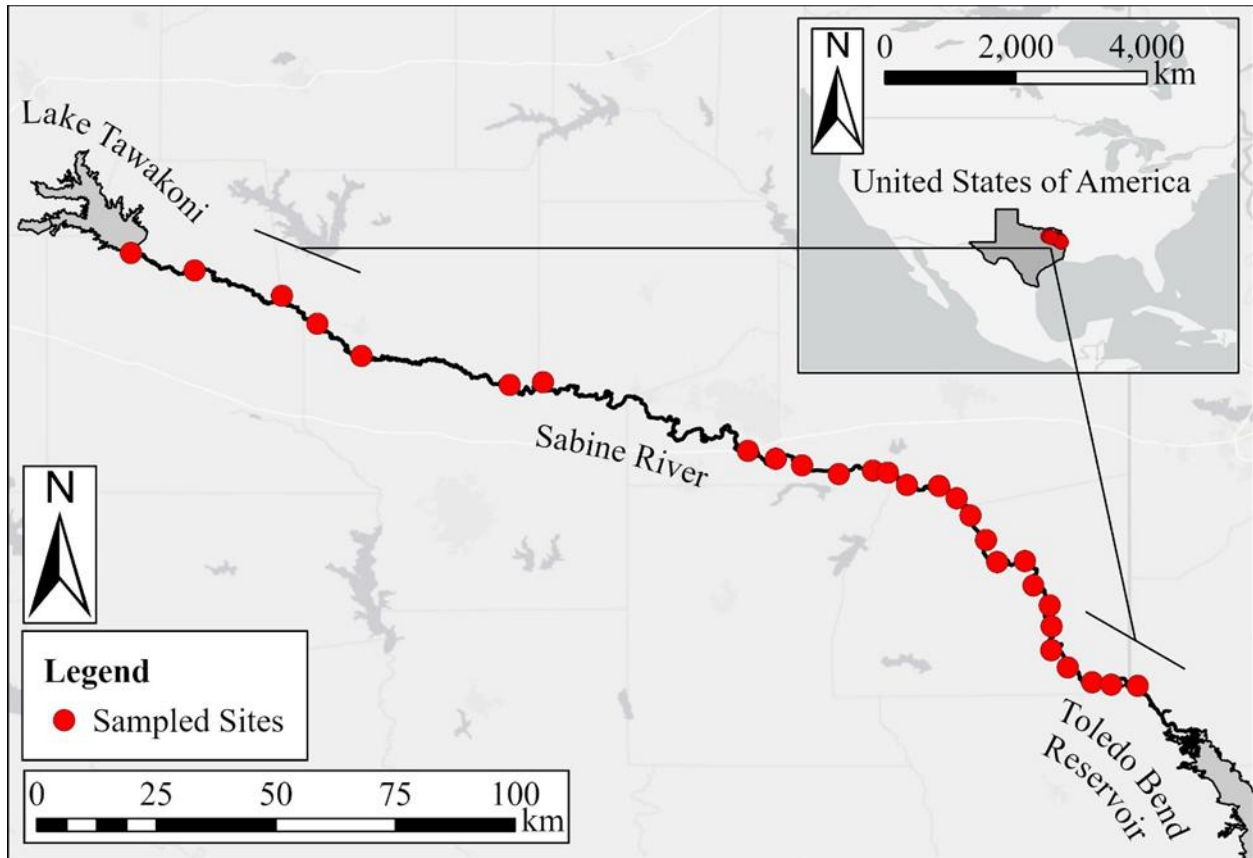 N
0 2,000 4,000
km
United States of America
Lake Tawakoni
Sabine River
N
Legend
Sampled Sites
0 25 50 75 100
km
Toledo Bend
Reservoir